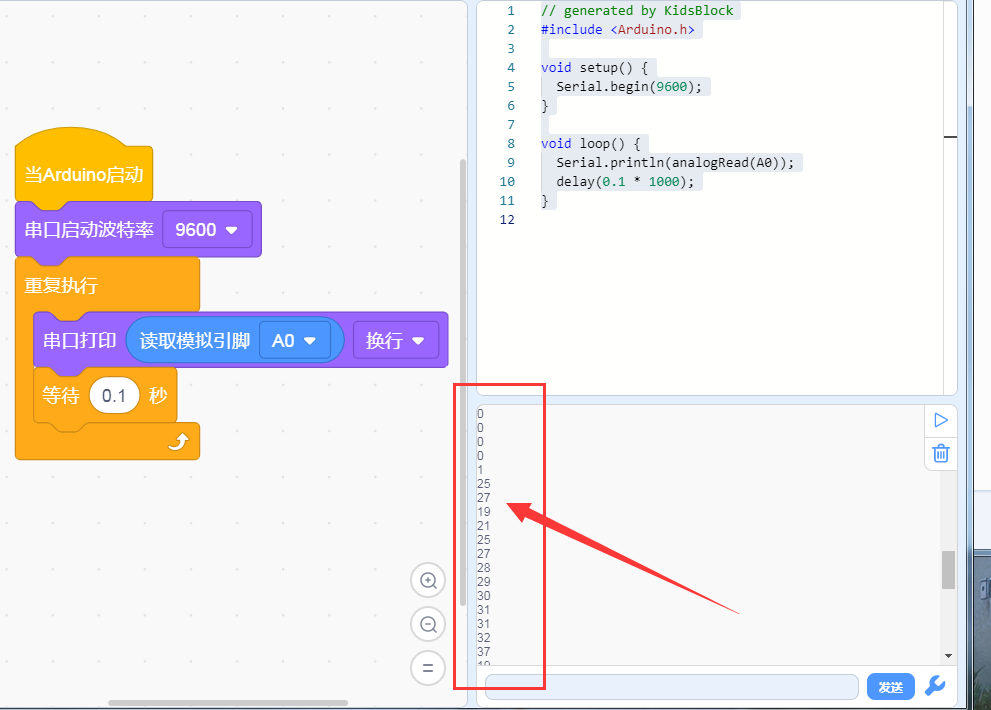 当Arduino启动
串口启动波特率 9600
重复执行
串口打印 读取模拟引脚 A0 换行
等待 0.1 秒
1 // generated by KidsBlock
2 #include <Arduino.h>
3
4 void setup() {
5 Serial.begin(9600);
6 }
7
8 void loop() {
9 Serial.println(analogRead(A0));
10 delay(0.1 * 1000);
11 }
12
0
0
0
0
1
25
27
19
21
25
27
28
29
30
31
31
32
37
发送